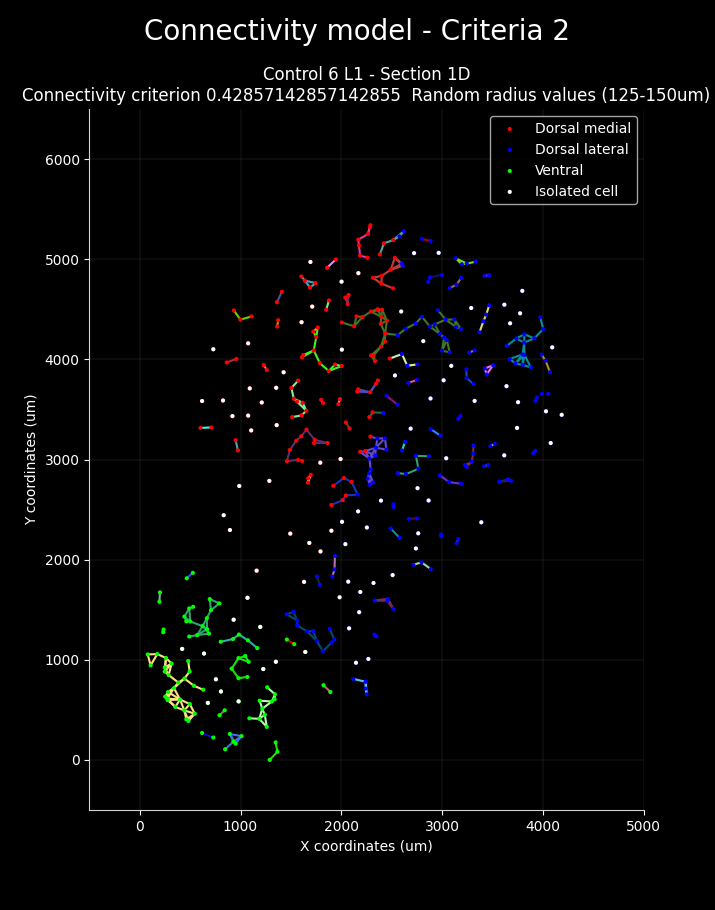 Connectivity model - Criteria 2
Control 6 L1 - Section 1D
Connectivity criterion 0.42857142857142855  Random radius values (125-150um)
Dorsal medial
Dorsal lateral
Ventral
Isolated cell
6000
5000
4000
3000
2000
1000
0
Y coordinates (um)
0
1000
2000
3000
4000
5000
X coordinates (um)